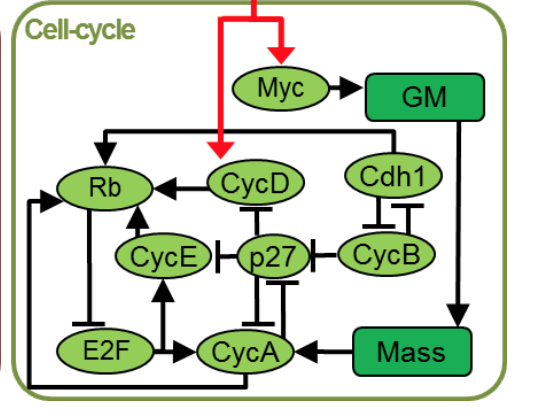 Cell-cycle
Myc
GM
Rb
CycD
Cdh1
CycE
p27
CycB
E2F
CycA
Mass